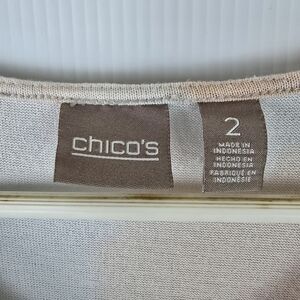 chico's
2
MADE IN
INDONESIA
HECHO EN
INDONESIA
FABRIQUÉ EN
INDONÉSIE